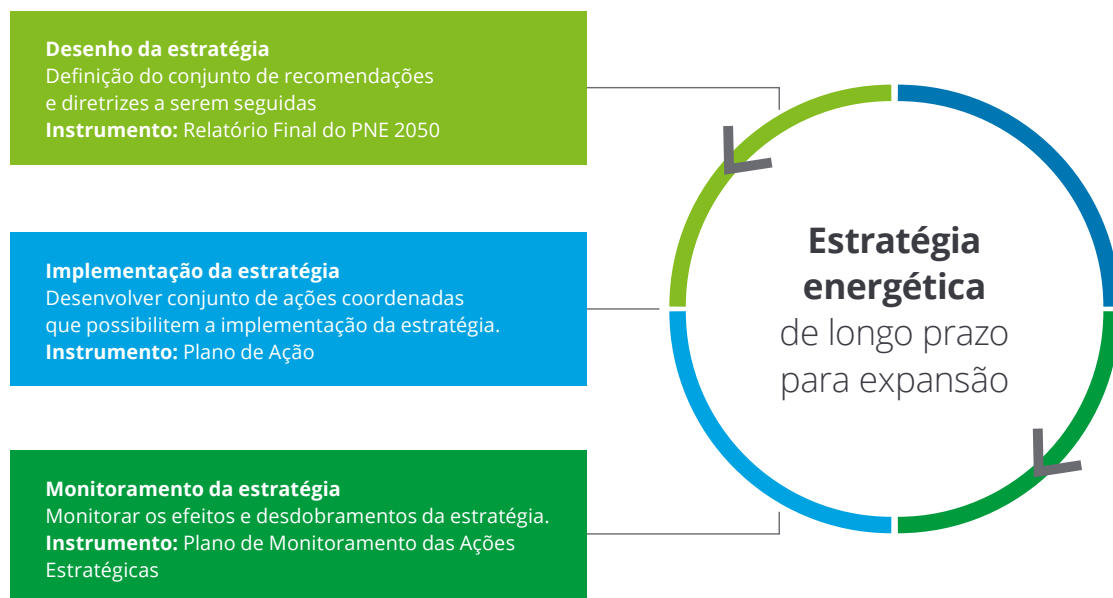 Desenho da estratégia
Definição do conjunto de recomendações
e diretrizes a serem seguidas
Instrumento: Relatório Final do PNE 2050
Implementação da estratégia
Desenvolver conjunto de ações coordenadas
que possibilitem a implementação da estratégia.
Instrumento: Plano de Ação
Monitoramento da estratégia
Monitorar os efeitos e desdobramentos da estratégia.
Instrumento: Plano de Monitoramento das Ações
Estratégicas
Estratégia
energética
de longo prazo
para expansão